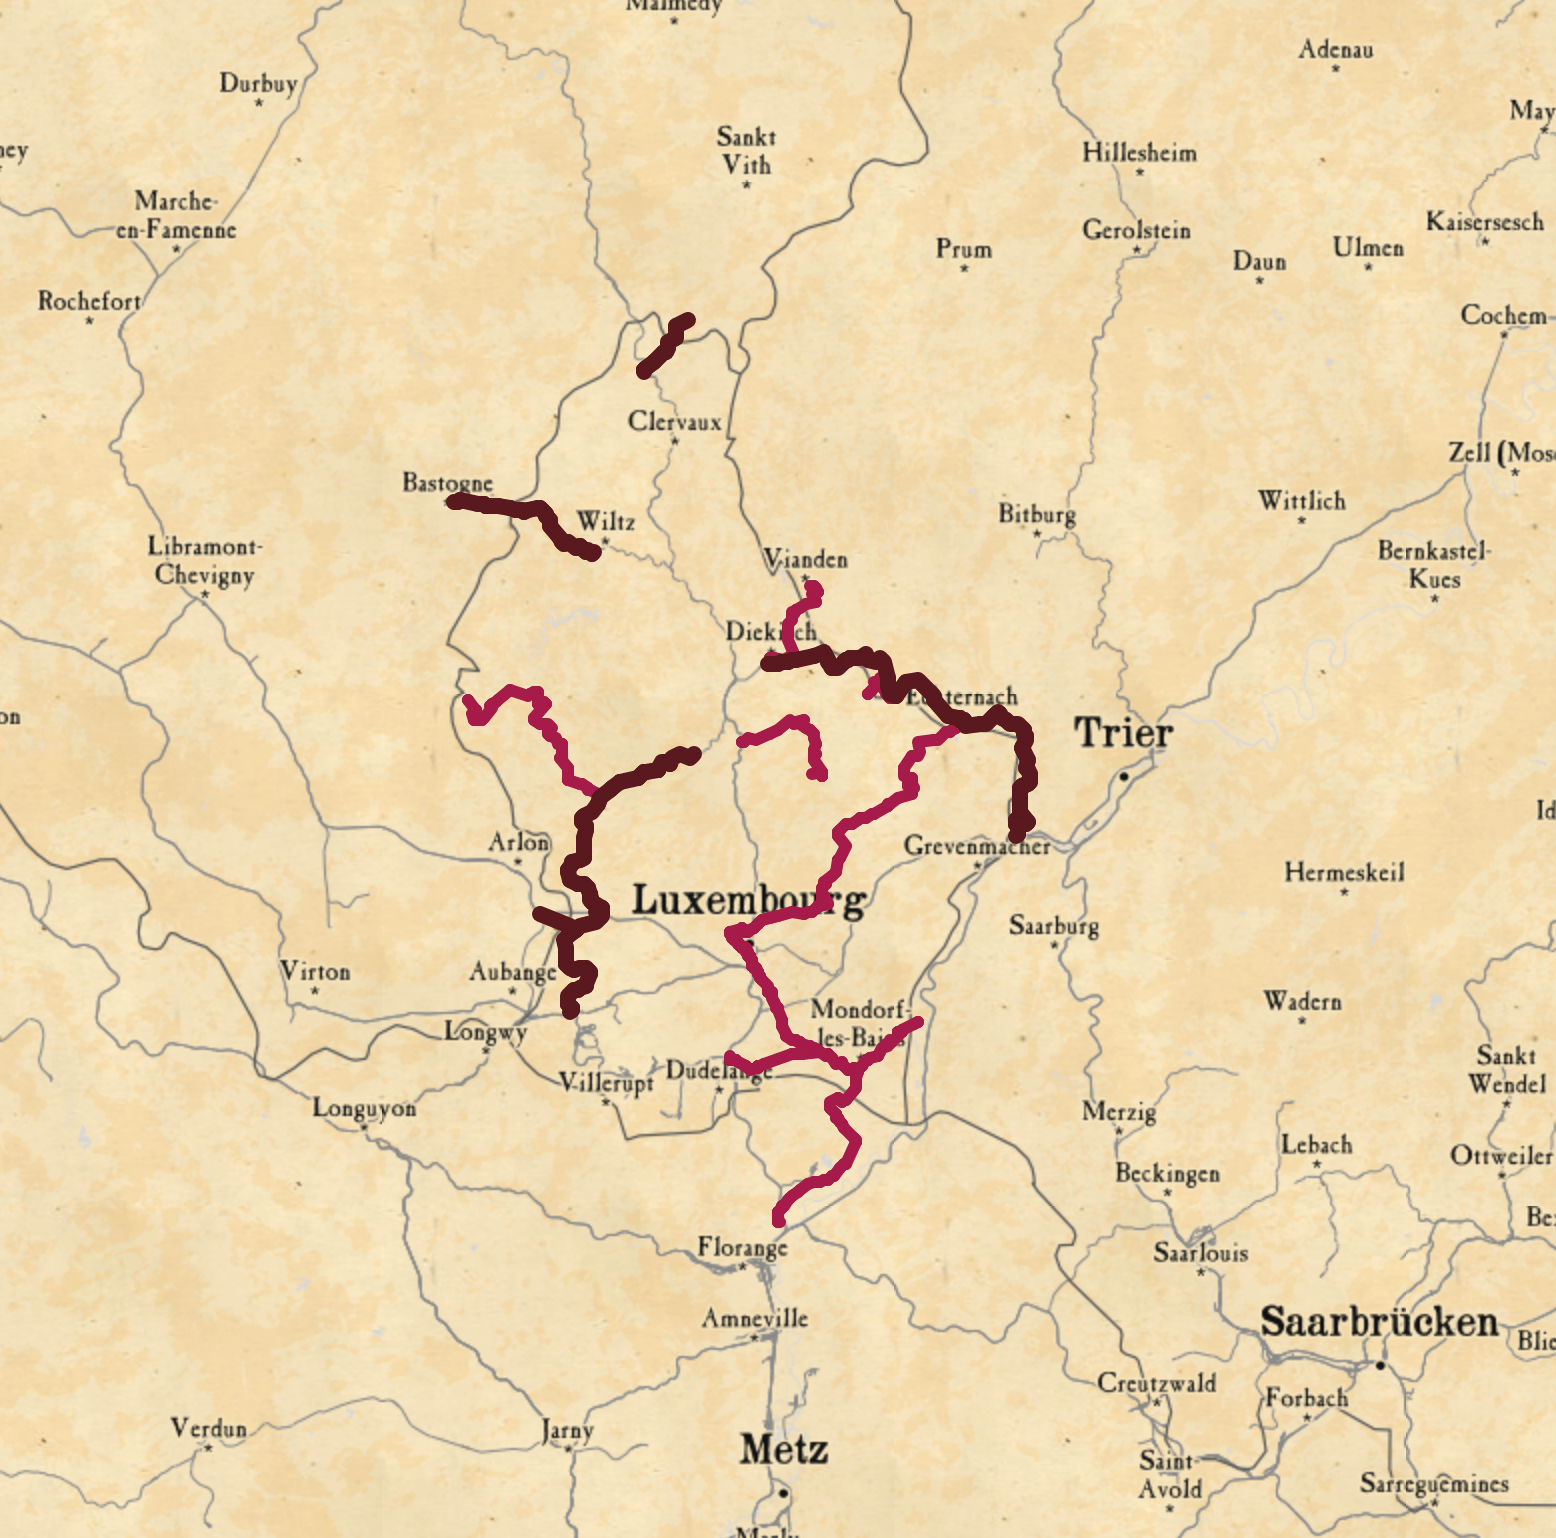 Malmedy
Adenau
Durbuy
May
Sankt
Vith
Hillesheim
ney
Marche-
en-Famenne
Gerolstein
Kaisersesch
Prum
Daun
Ulmen
Rochefort
Cochem
Clervaux
Zell (Mose
Bastogne
Wiltz
Bitburg
Wittlich
Libramont-
Chevigny
Vianden
Bernkastel-
Kues
Diekirch
Echternach
on
Trier
Id
Arlon
Grevenmacher
Hermeskeil
Luxembourg
Saarburg
Virton
Aubange
Mondorf-
les-Bains
Wadern
Longwy
Sankt
Wendel
Villerupt
Dudelange
Longuyon
Merzig
Lebach
Ottweiler
Beckingen
Be
Florange
Saarlouis
Amneville
Saarbrücken
Blie
Creutzwald
Forbach
Verdun
Jarny
Metz
Saint-
Avold
Sarreguemines
Marly